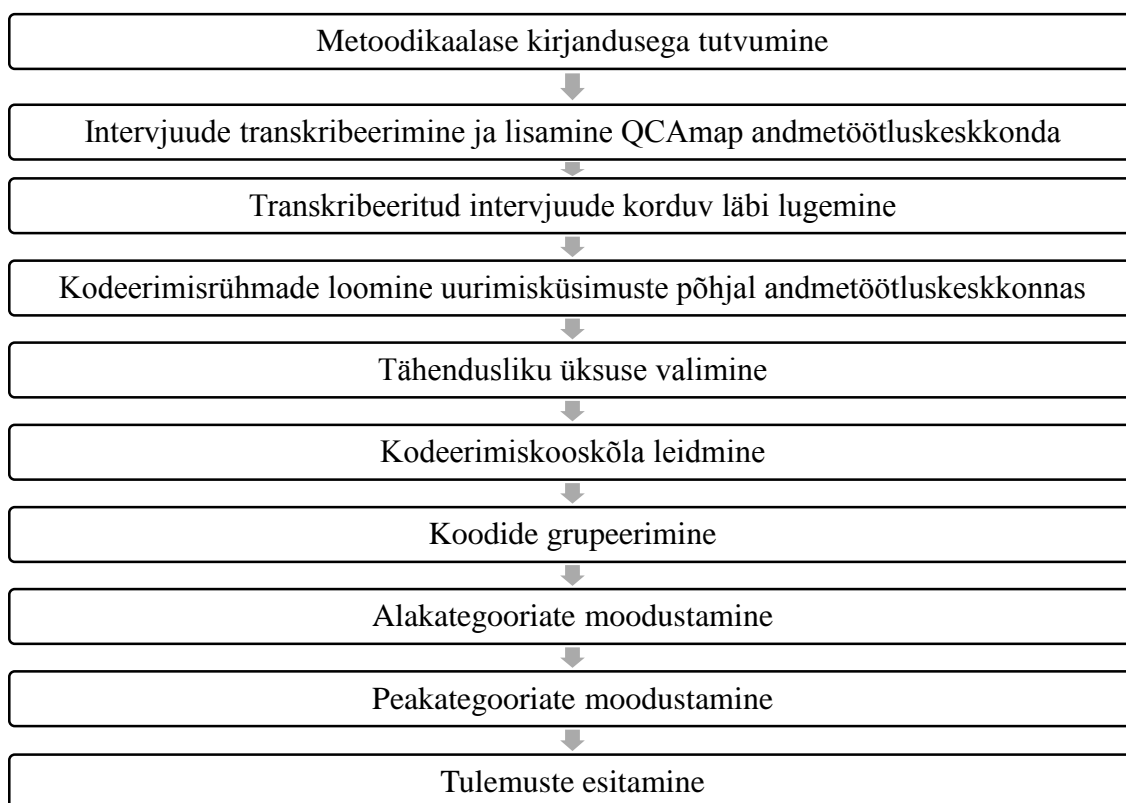 Metoodikaalase kirjandusega tutvumine
Intervjuude transkribeerimine ja lisamine QCAmap andmetöötluskeskkonda
Transkribeeritud intervjuude korduv läbi lugemine
Kodeerimisrühmade loomine uurimisküsimuste põhjal andmetöötluskeskkonnas
Tähendusliku üksuse valimine
Kodeerimiskooskõla leidmine
Koodide grupeerimine
Alakategooriate moodustamine
Peakategooriate moodustamine
Tulemuste esitamine